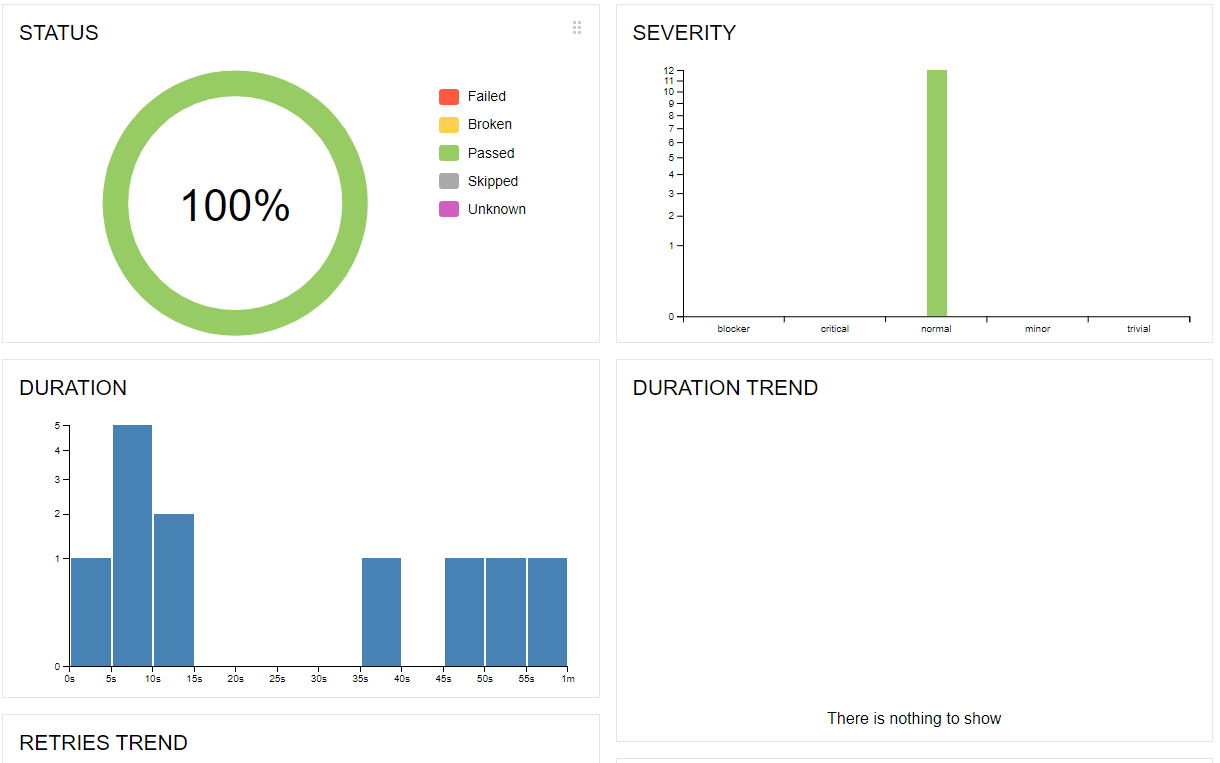 STATUS
100%
Failed
Broken
Passed
Skipped
Unknown
SEVERITY
12
11
10
9
8
7
6
5
4
3
2
1
0
blocker critical normal minor trivial
DURATION
5
4
3
2
1
0
0s 5s 10s 15s 20s 25s 30s 35s 40s 45s 50s 55s 1m
DURATION TREND
There is nothing to show
RETRIES TREND